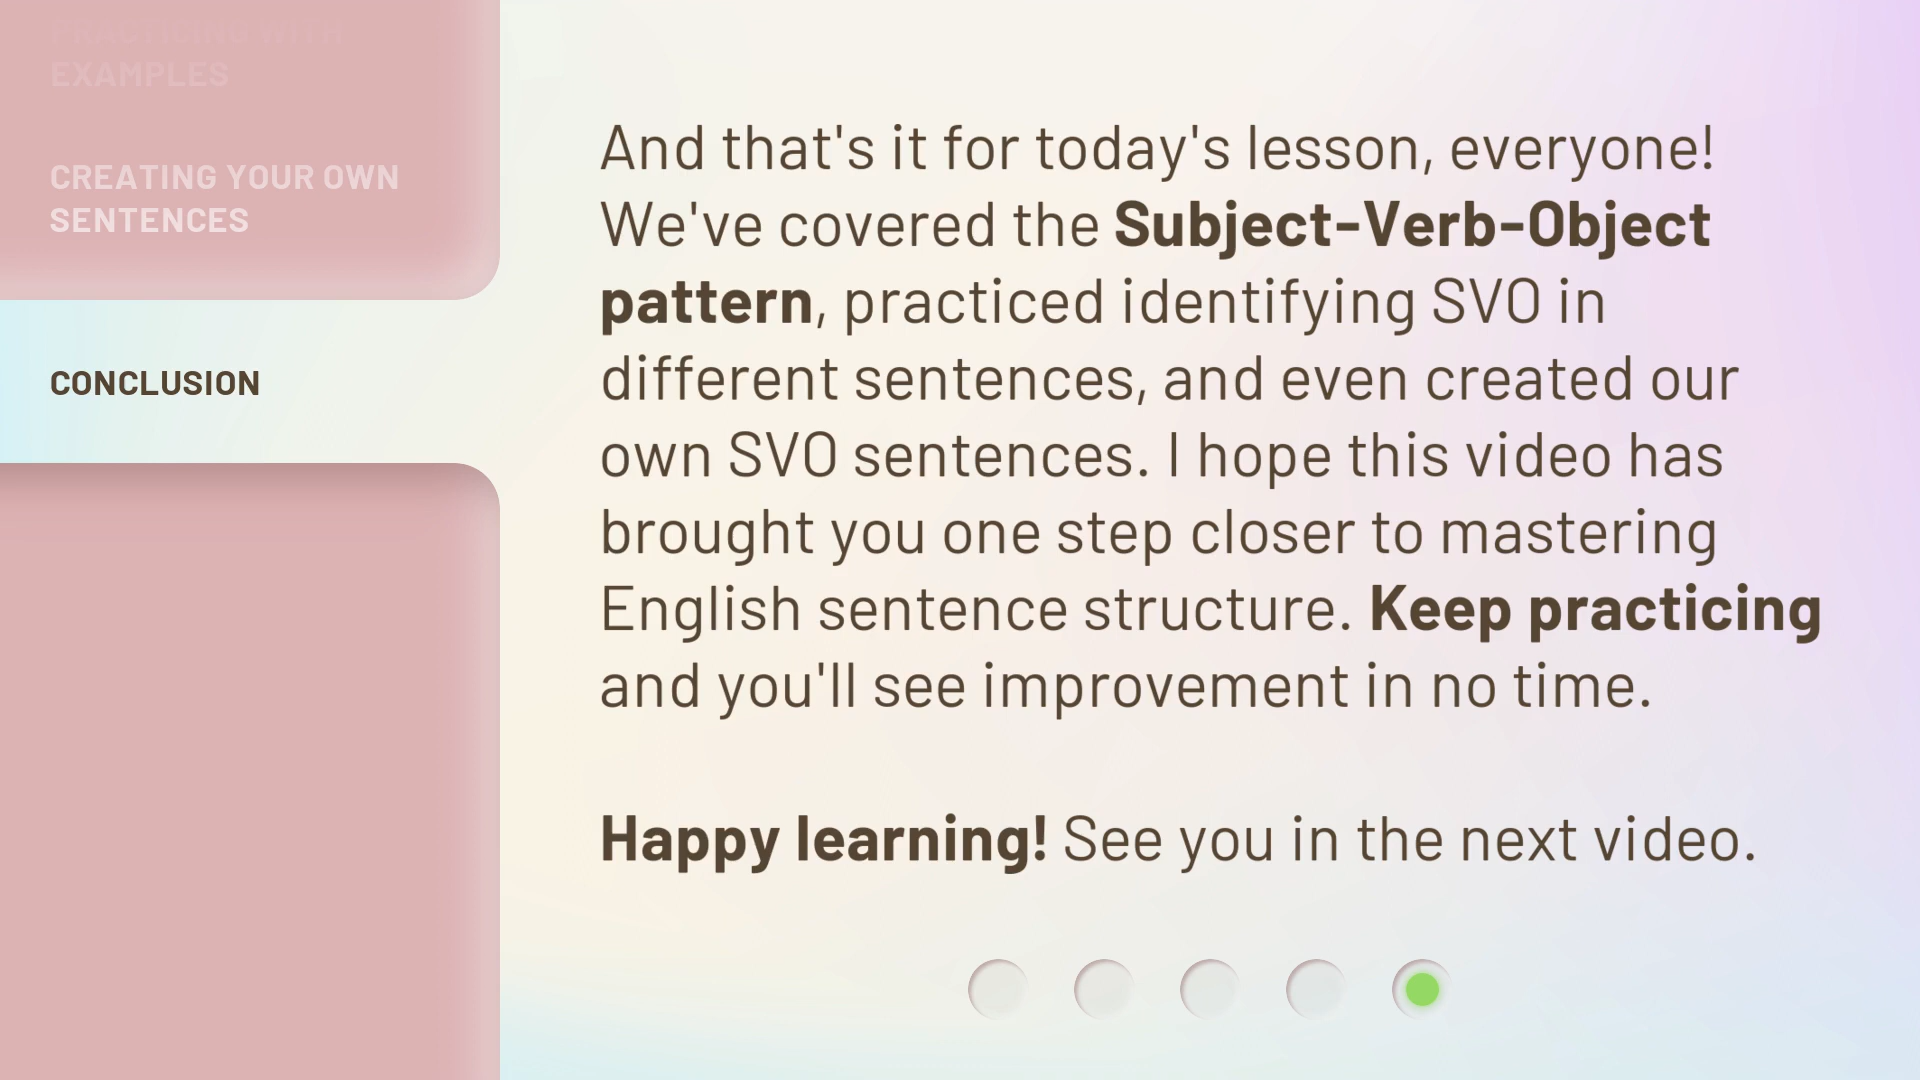 PRACTICING WITH
EXAMPLES
CREATING YOUR OWN
SENTENCES
CONCLUSION
And that's it for today's lesson, everyone!
We've covered the Subject-Verb-Object
pattern, practiced identifying SVO in
different sentences, and even created our
own SVO sentences. I hope this video has
brought you one step closer to mastering
English sentence structure. Keep practicing
and you'll see improvement in no time.
Happy learning! See you in the next video.